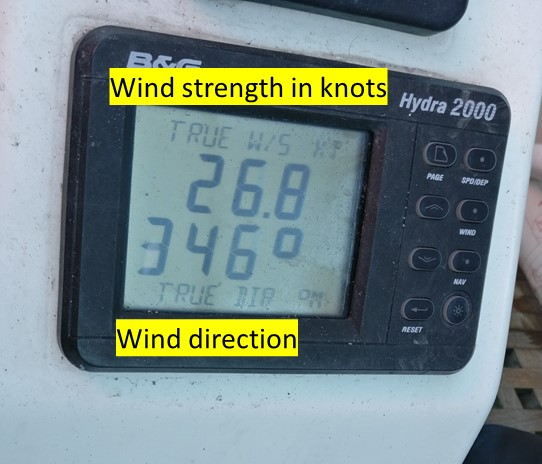 B&G
Wind strength in knots
Hydra 2000
TRUE W/S KT
26.8
346°
TRUE DIR °M
Wind direction
PAGE
SPD/DEP
WIND
NAV
RESET